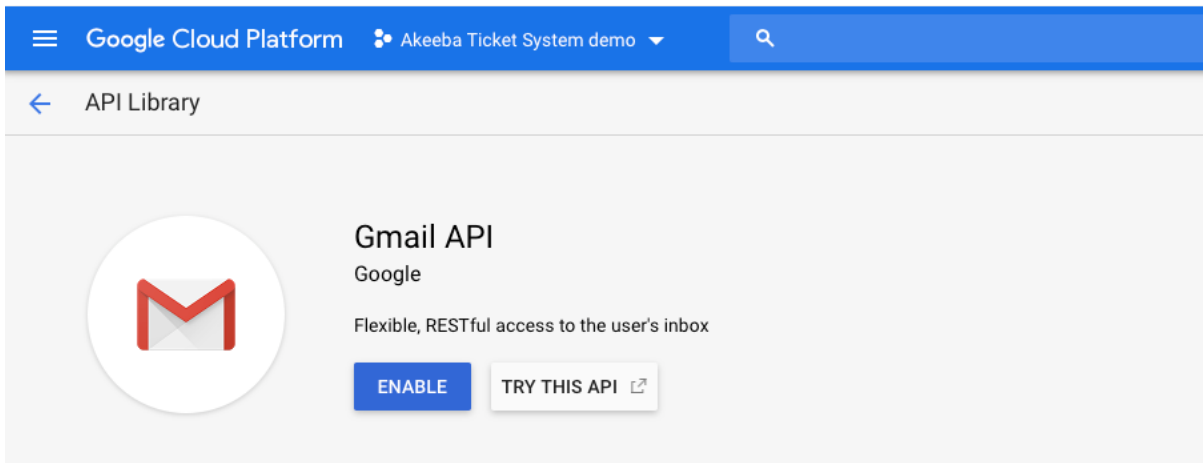 Google Cloud Platform Akeeba Ticket System demo
API Library
Gmail API
Google
Flexible, RESTful access to the user's inbox
ENABLE TRY THIS API